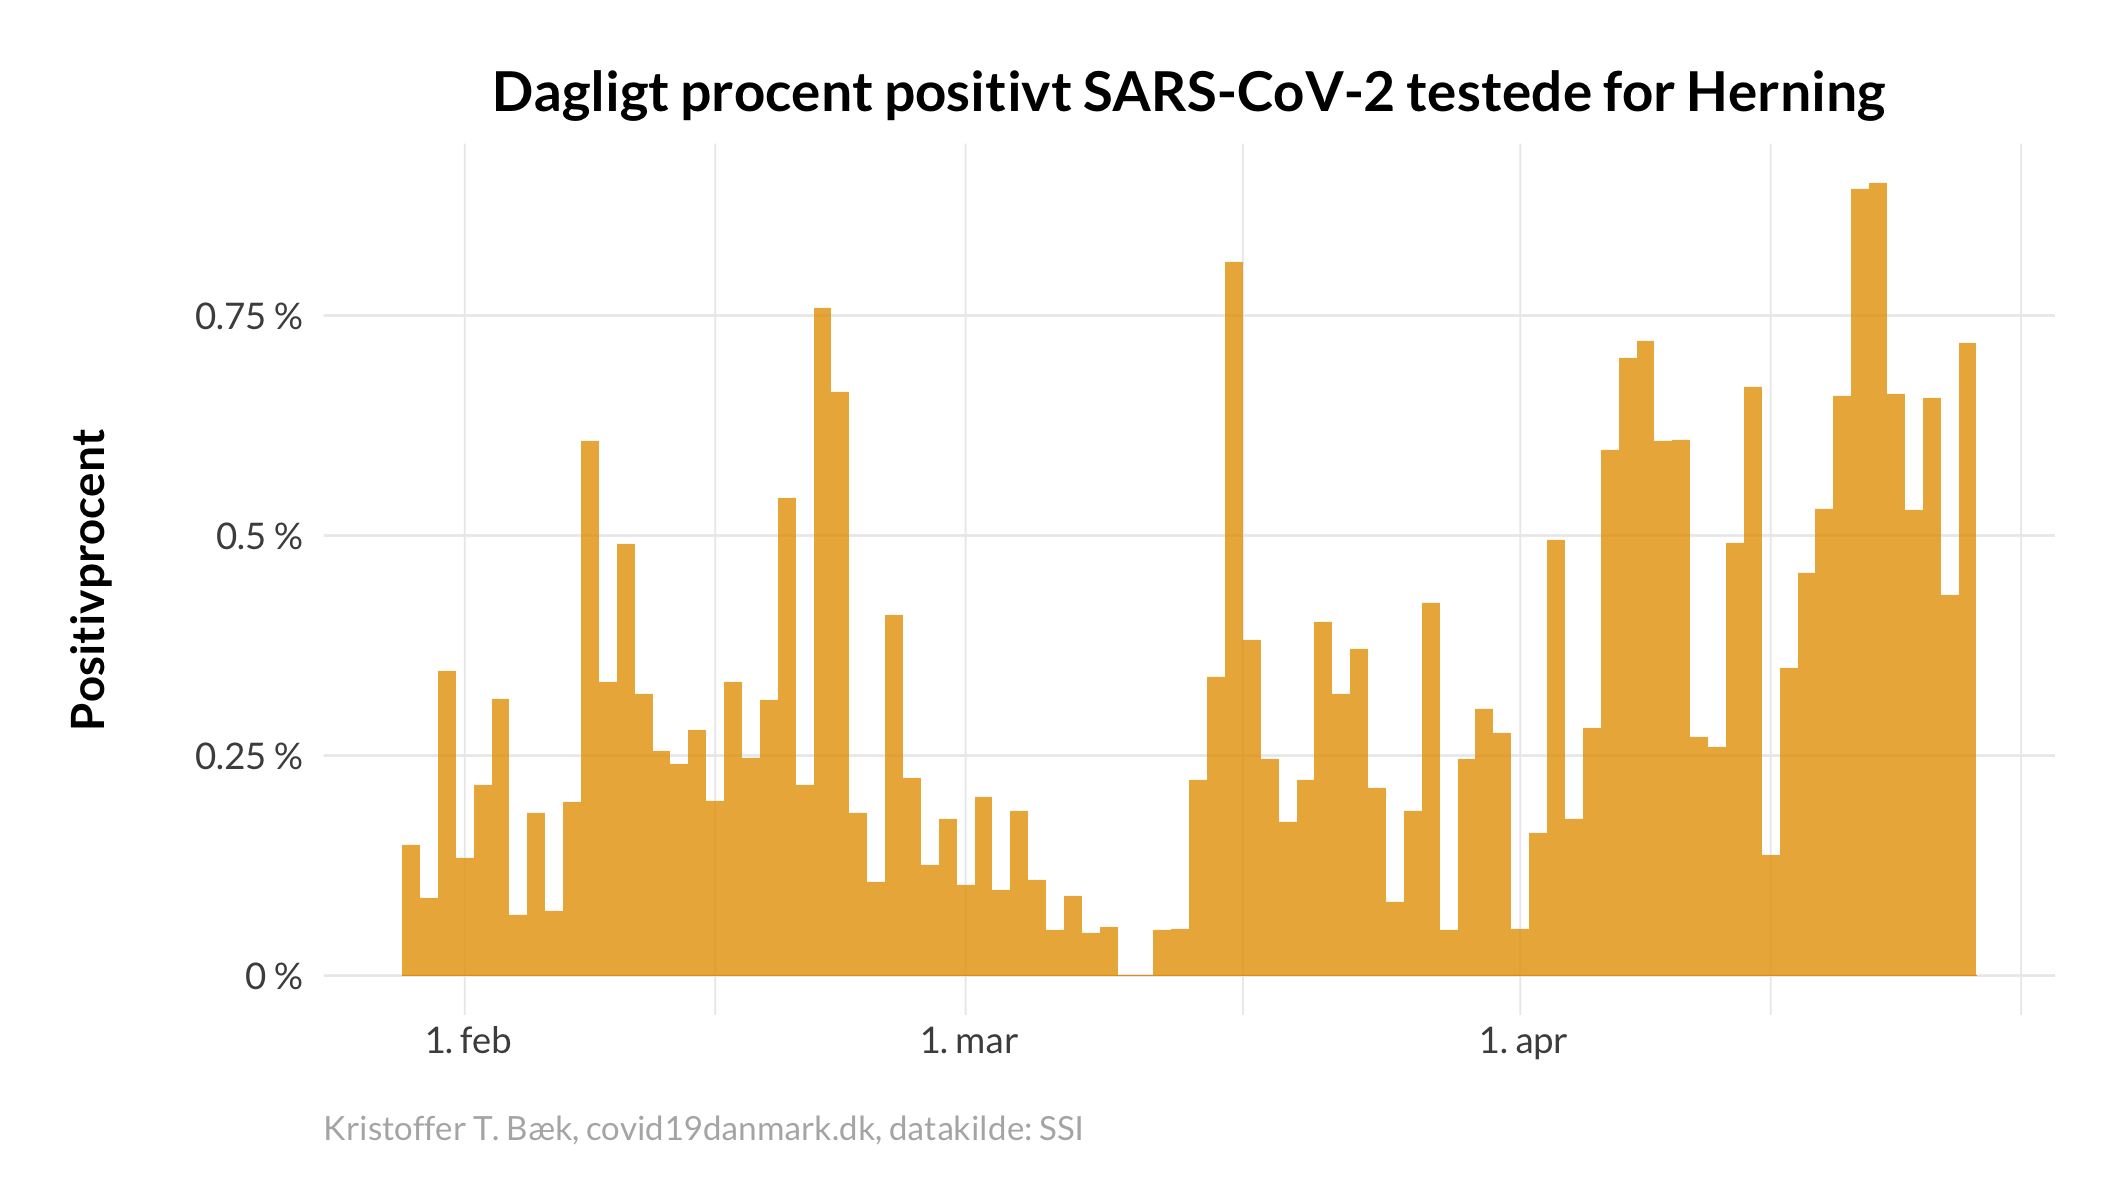 Dagligt procent positivt SARS-CoV-2 testede for Herning
Positivprocent
0.75 %
0.5 %
0.25 %
0 %
1. feb
1. mar
1. apr
Kristoffer T. Bæk, covid19danmark.dk, datakilde: SSI